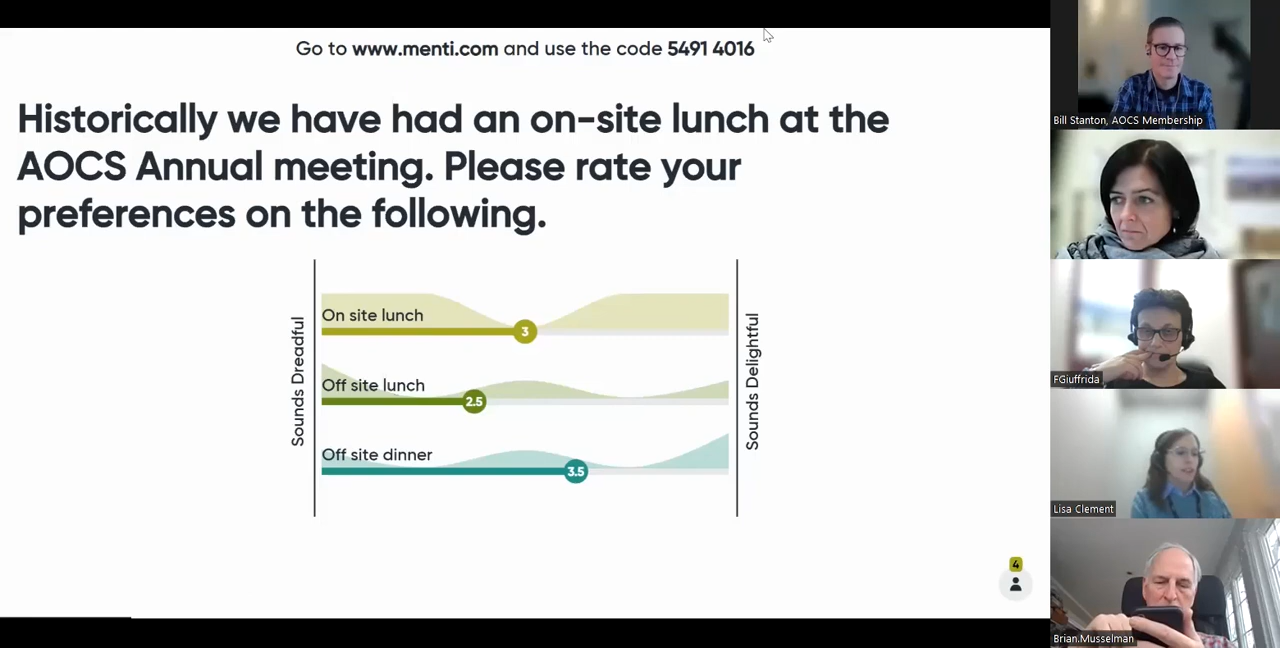 Go to www.menti.com and use the code 5491 4016
Historically we have had an on-site lunch at the
AOCS Annual meeting. Please rate your
preferences on the following.
Sounds Dreadful
On site lunch
3
Off site lunch
2.5
Off site dinner
3.5
Sounds Delightful
4
Bill Stanton, AOCS Membership
FGiuffrida
Lisa Clement
Brian.Musselman